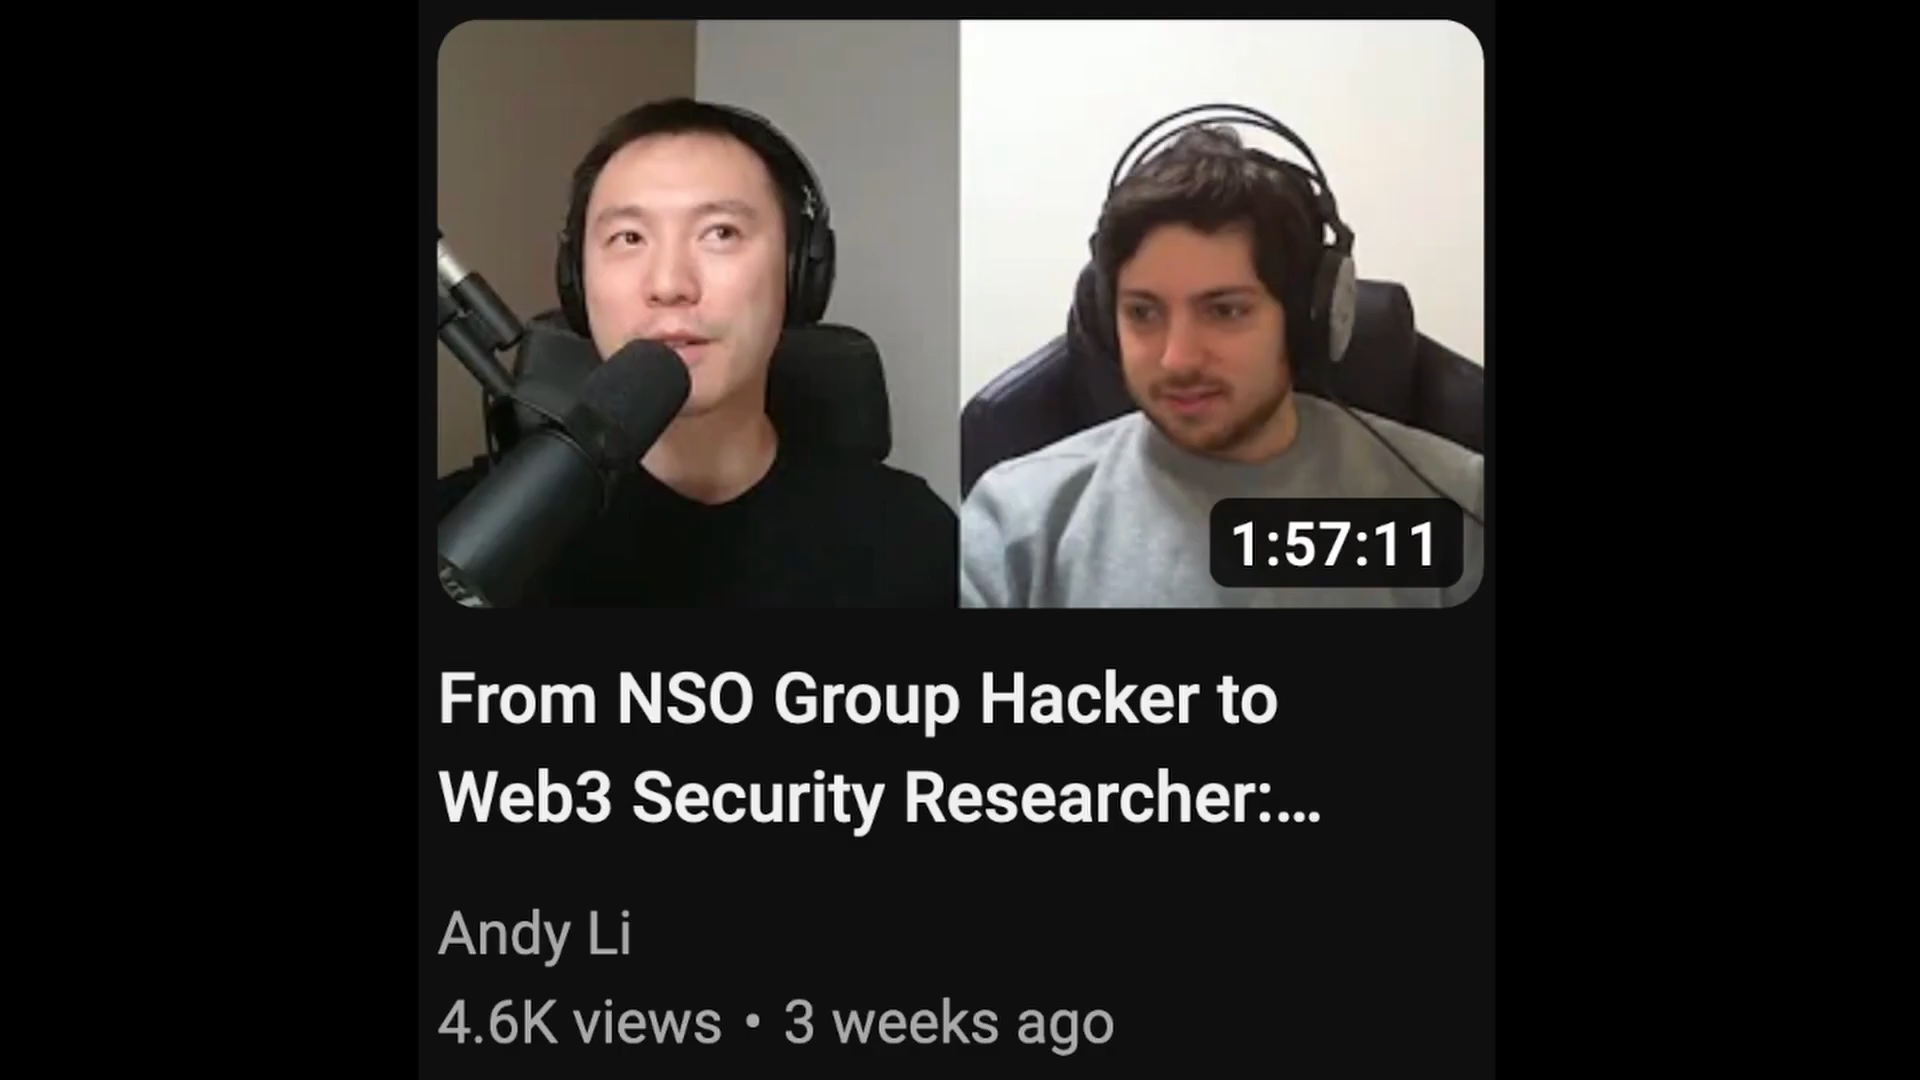 1:57:11
From NSO Group Hacker to
Web3 Security Researcher:...
Andy Li
4.6K views • 3 weeks ago